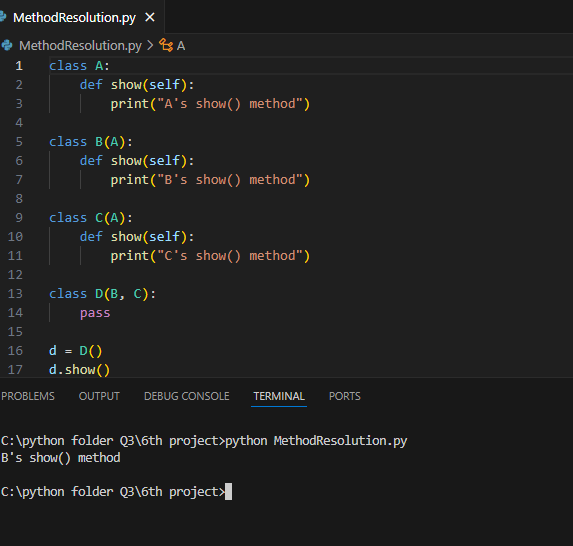 MethodResolution.py ×
MethodResolution.py > A
1 class A:
2     def show(self):
3         print("A's show() method")
4
5 class B(A):
6     def show(self):
7         print("B's show() method")
8
9 class C(A):
10     def show(self):
11         print("C's show() method")
12
13 class D(B, C):
14     pass
15
16 d = D()
17 d.show()
PROBLEMS OUTPUT DEBUG CONSOLE TERMINAL PORTS
C:\python folder Q3\6th project>python MethodResolution.py
B's show() method
C:\python folder Q3\6th project>